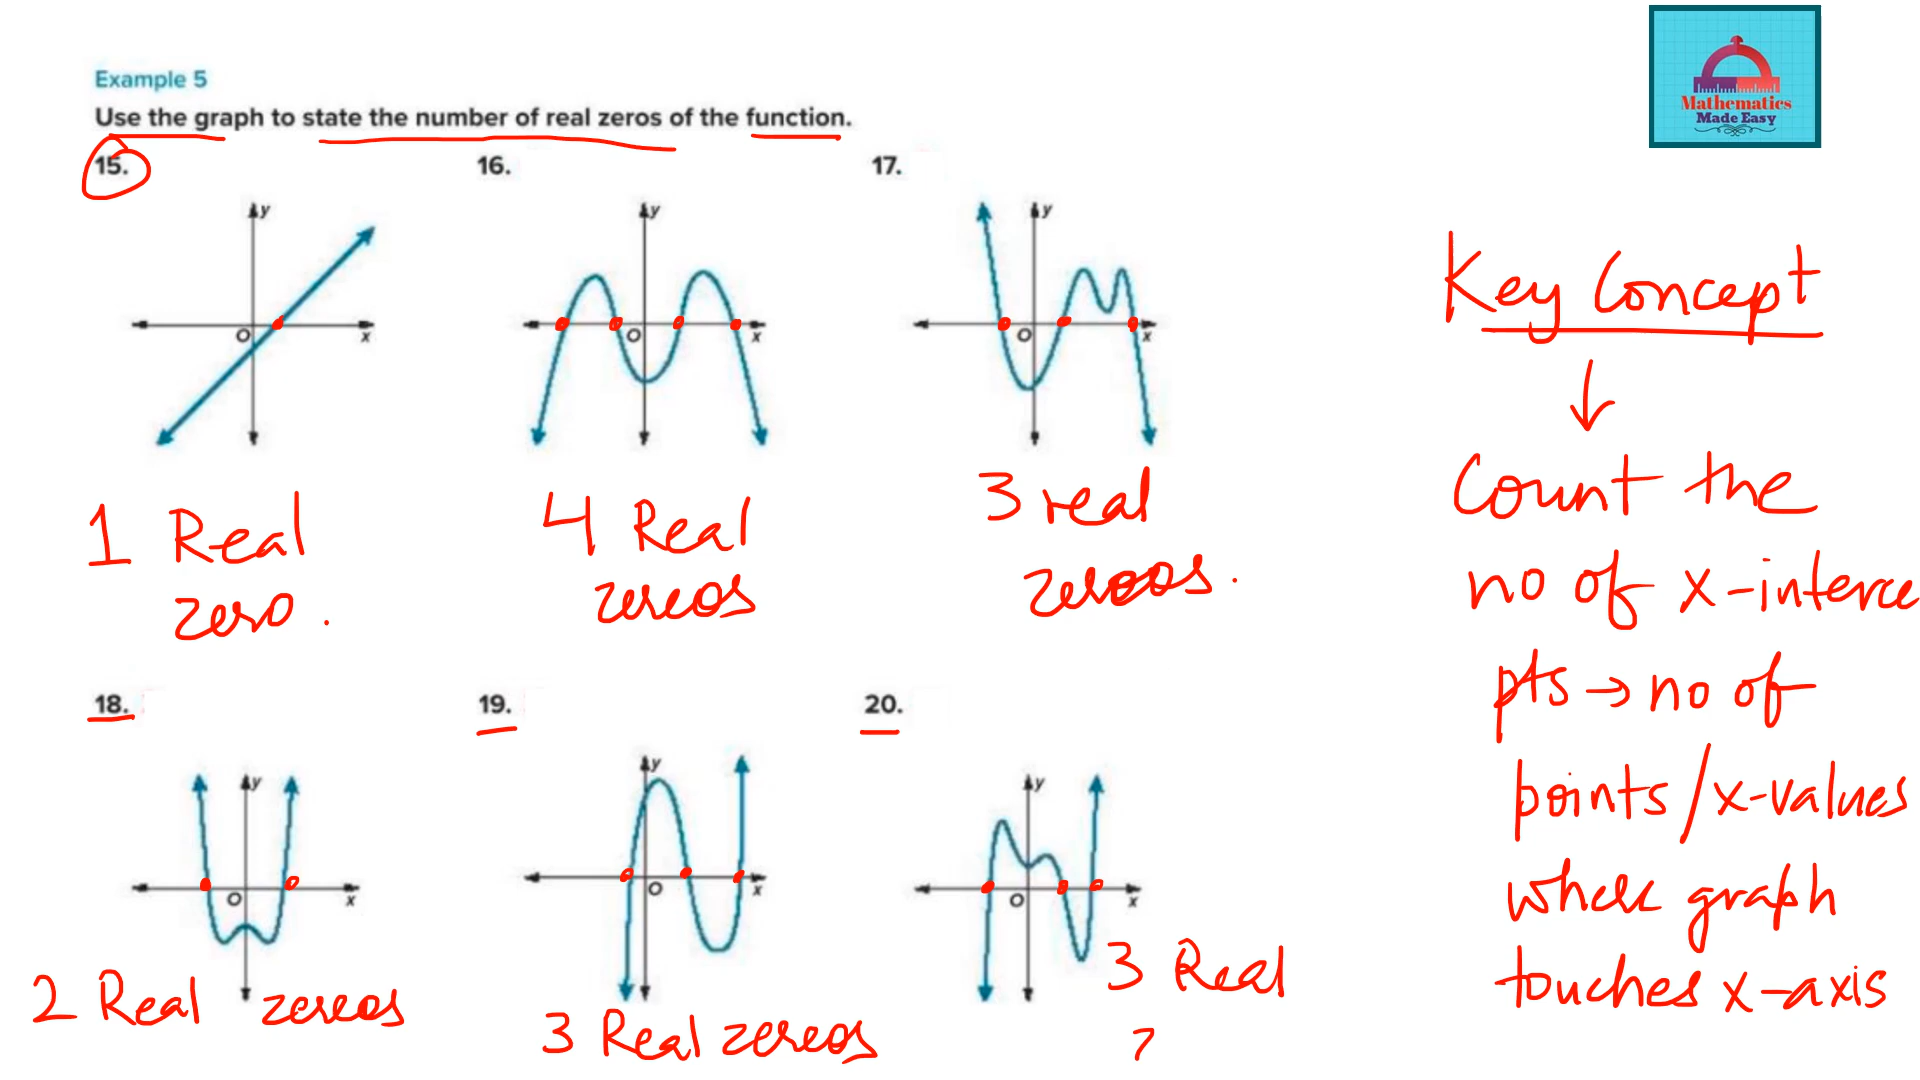 Example 5
Use the graph to state the number of real zeros of the function.
15.
16.
17.
y
O
x
y
O
x
y
O
x
1 Real
zero.
4 Real
zereos
3 real
zereos.
18.
19.
20.
y
O
x
y
O
x
y
O
x
2 Real zereos
3 Real zereos
3 Real
z
Mathematics
Made Easy
Key Concept
↓
Count the
no of x-interce
pts → no of
points/x-values
where graph
touches x-axis